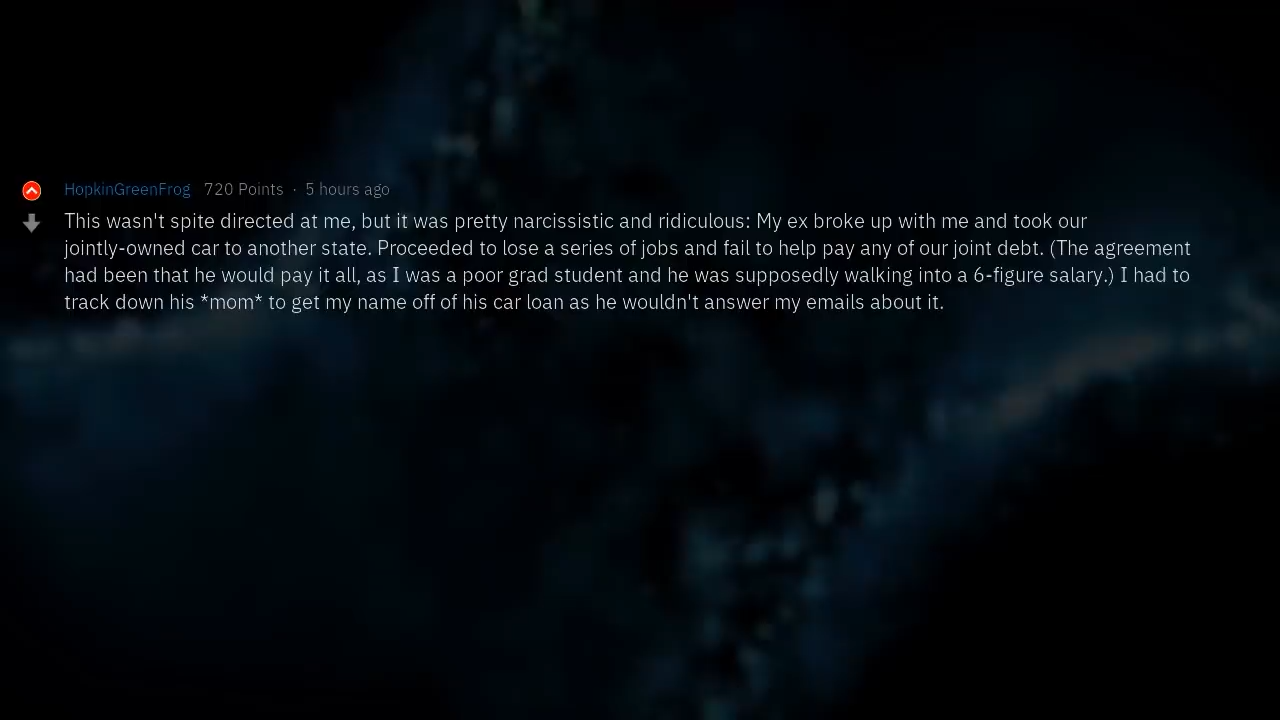 HopkinGreenFrog 720 Points · 5 hours ago
This wasn't spite directed at me, but it was pretty narcissistic and ridiculous: My ex broke up with me and took our
jointly-owned car to another state. Proceeded to lose a series of jobs and fail to help pay any of our joint debt. (The agreement
had been that he would pay it all, as I was a poor grad student and he was supposedly walking into a 6-figure salary.) I had to
track down his *mom* to get my name off of his car loan as he wouldn't answer my emails about it.